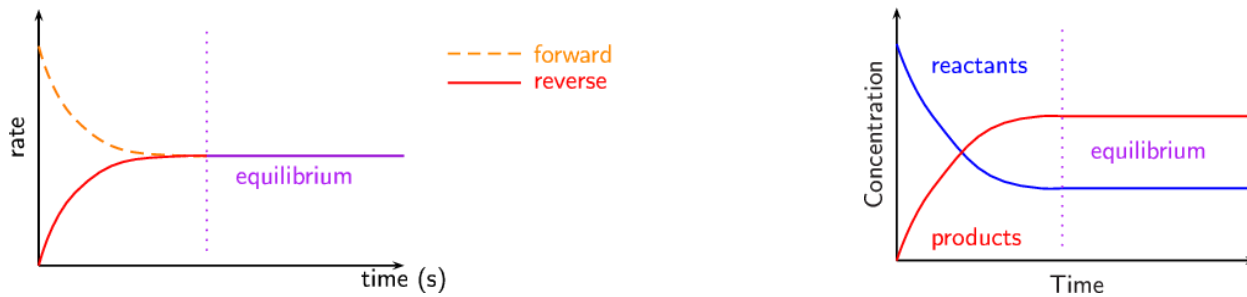 rate
forward
reverse
equilibrium
time (s)
Concentration
reactants
equilibrium
products
Time